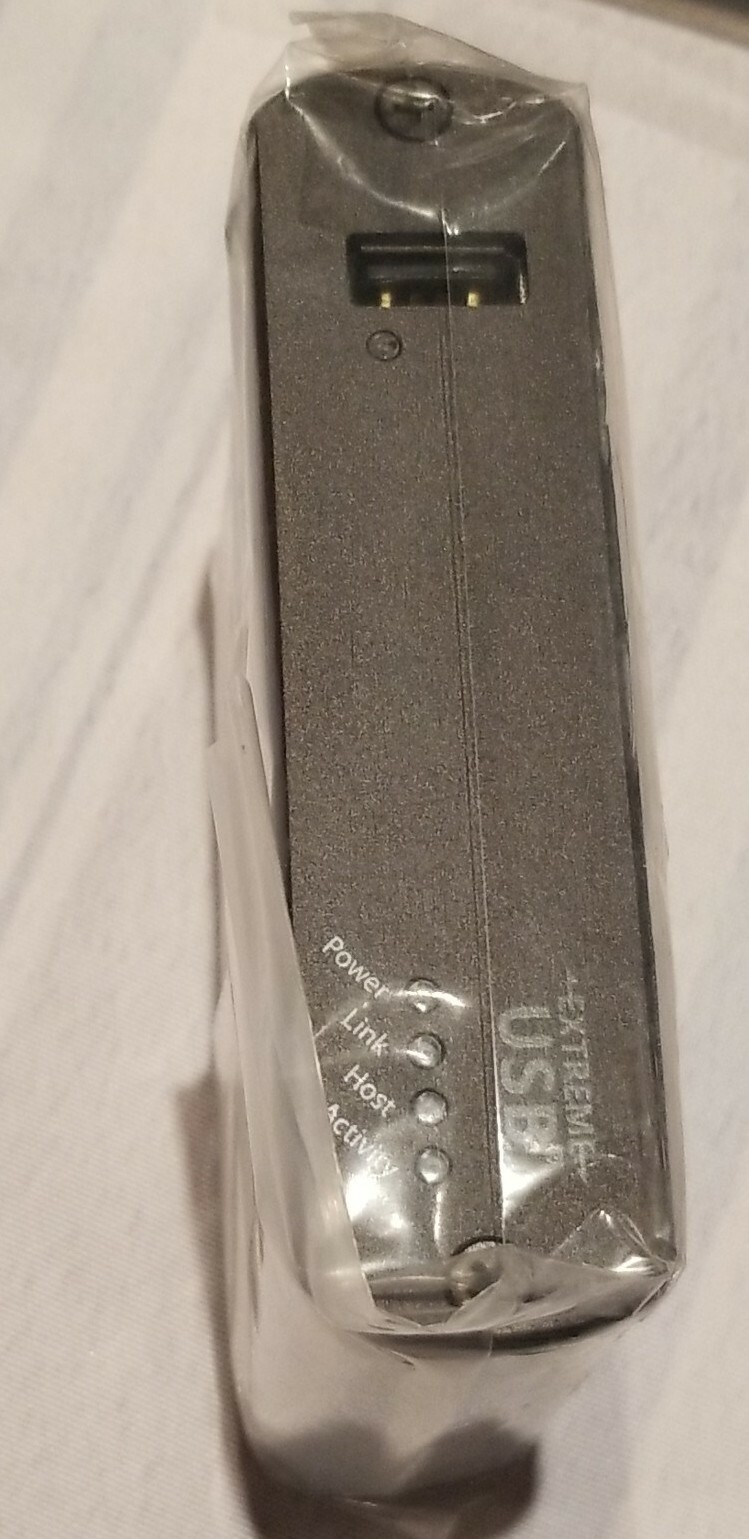 Power
Link
Host
Activity
EXTREME
USB